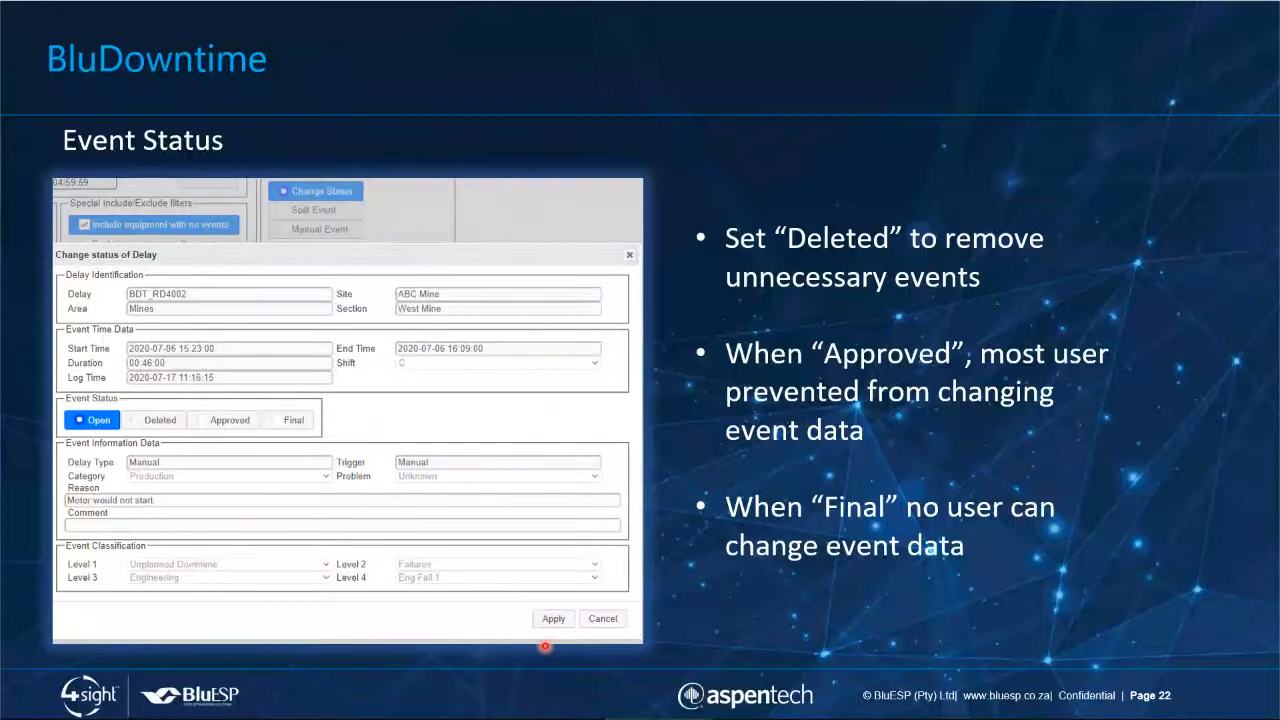 BluDowntime
Event Status
04:59:59
Special Include/Exclude filters
Include equipment with no events
Change Status
Split Event
Manual Event
Change status of Delay
Delay Identification
Delay BDT_RD4002 Site ABC Mine
Area Mines Section West Mine
Event Time Data
Start Time 2020-07-06 15:23:00 End Time 2020-07-06 16:09:00
Duration 00:46:00 Shift C
Log Time 2020-07-17 11:16:15
Event Status
Open Deleted Approved Final
Event Information Data
Delay Type Manual Trigger Manual
Category Production Problem Unknown
Reason
Motor would not start
Comment
Event Classification
Level 1 Unplanned Downtime Level 2 Failures
Level 3 Engineering Level 4 Eng Fail 1
Apply Cancel
• Set “Deleted” to remove
unnecessary events
• When “Approved”, most user
prevented from changing
event data
• When “Final” no user can
change event data
4sight BluESP
aspentech
© BluESP (Pty) Ltd| www.bluesp.co.za| Confidential | Page 22